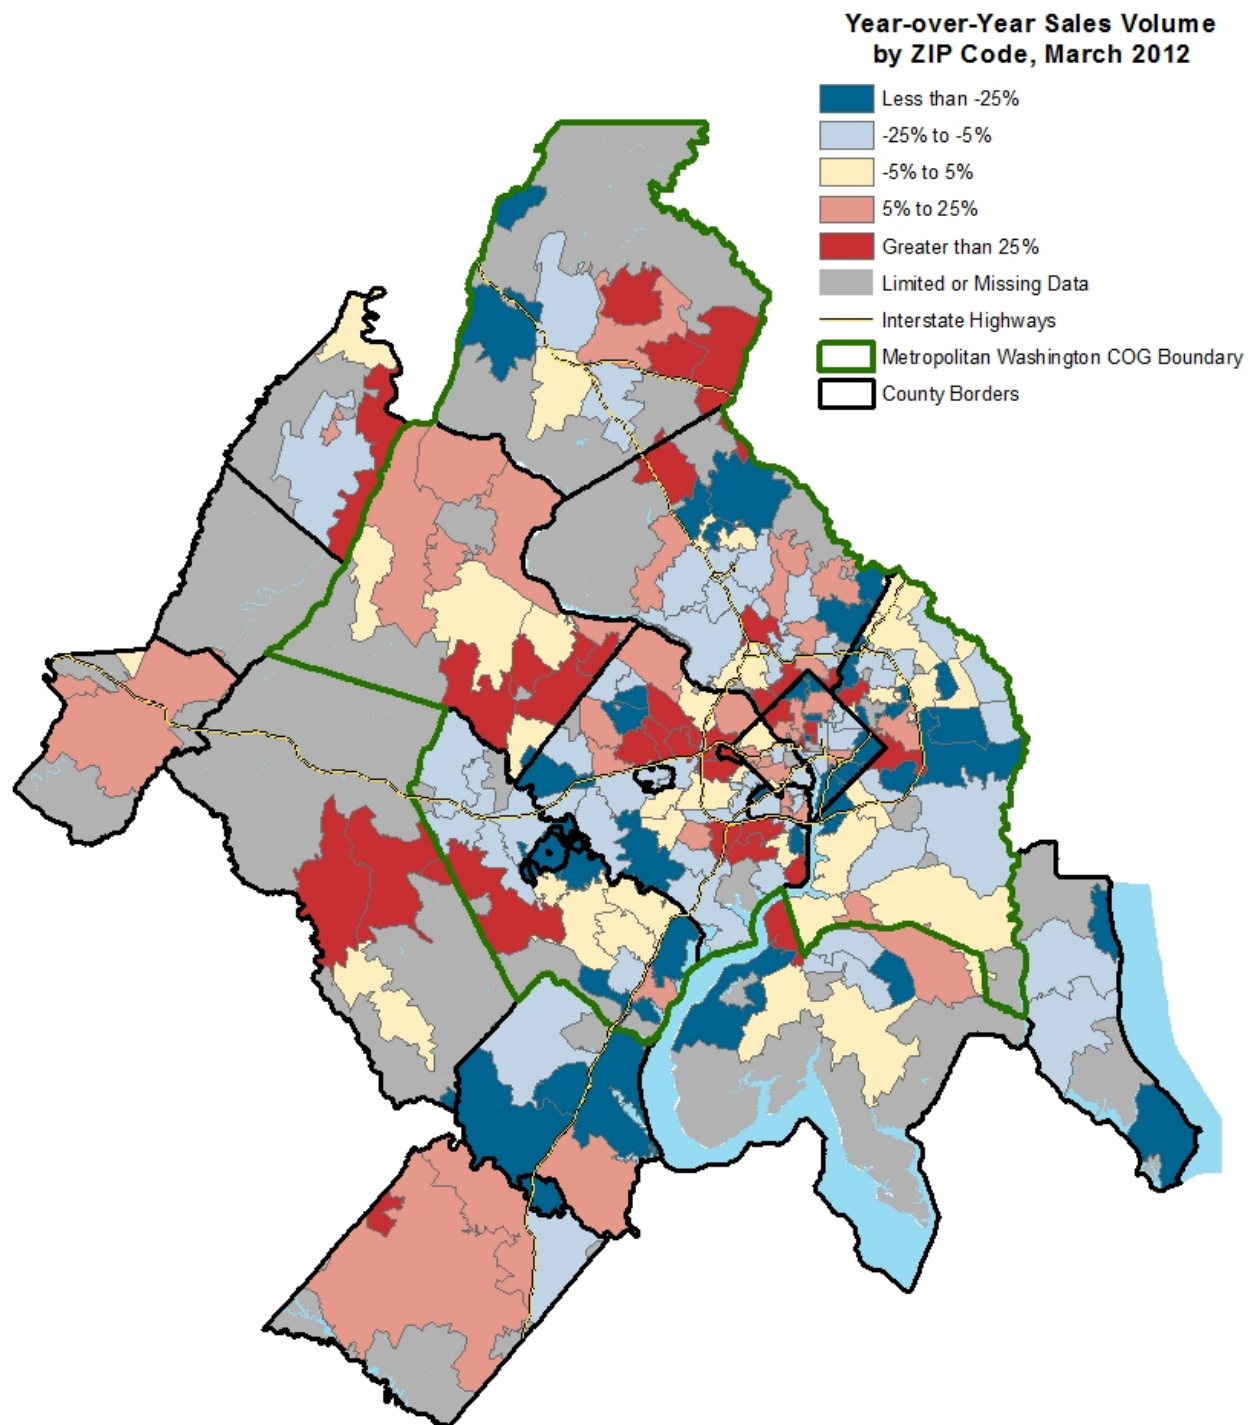 Year-over-Year Sales Volume
by ZIP Code, March 2012
Less than -25%
-25% to -5%
-5% to 5%
5% to 25%
Greater than 25%
Limited or Missing Data
Interstate Highways
Metropolitan Washington COG Boundary
County Borders